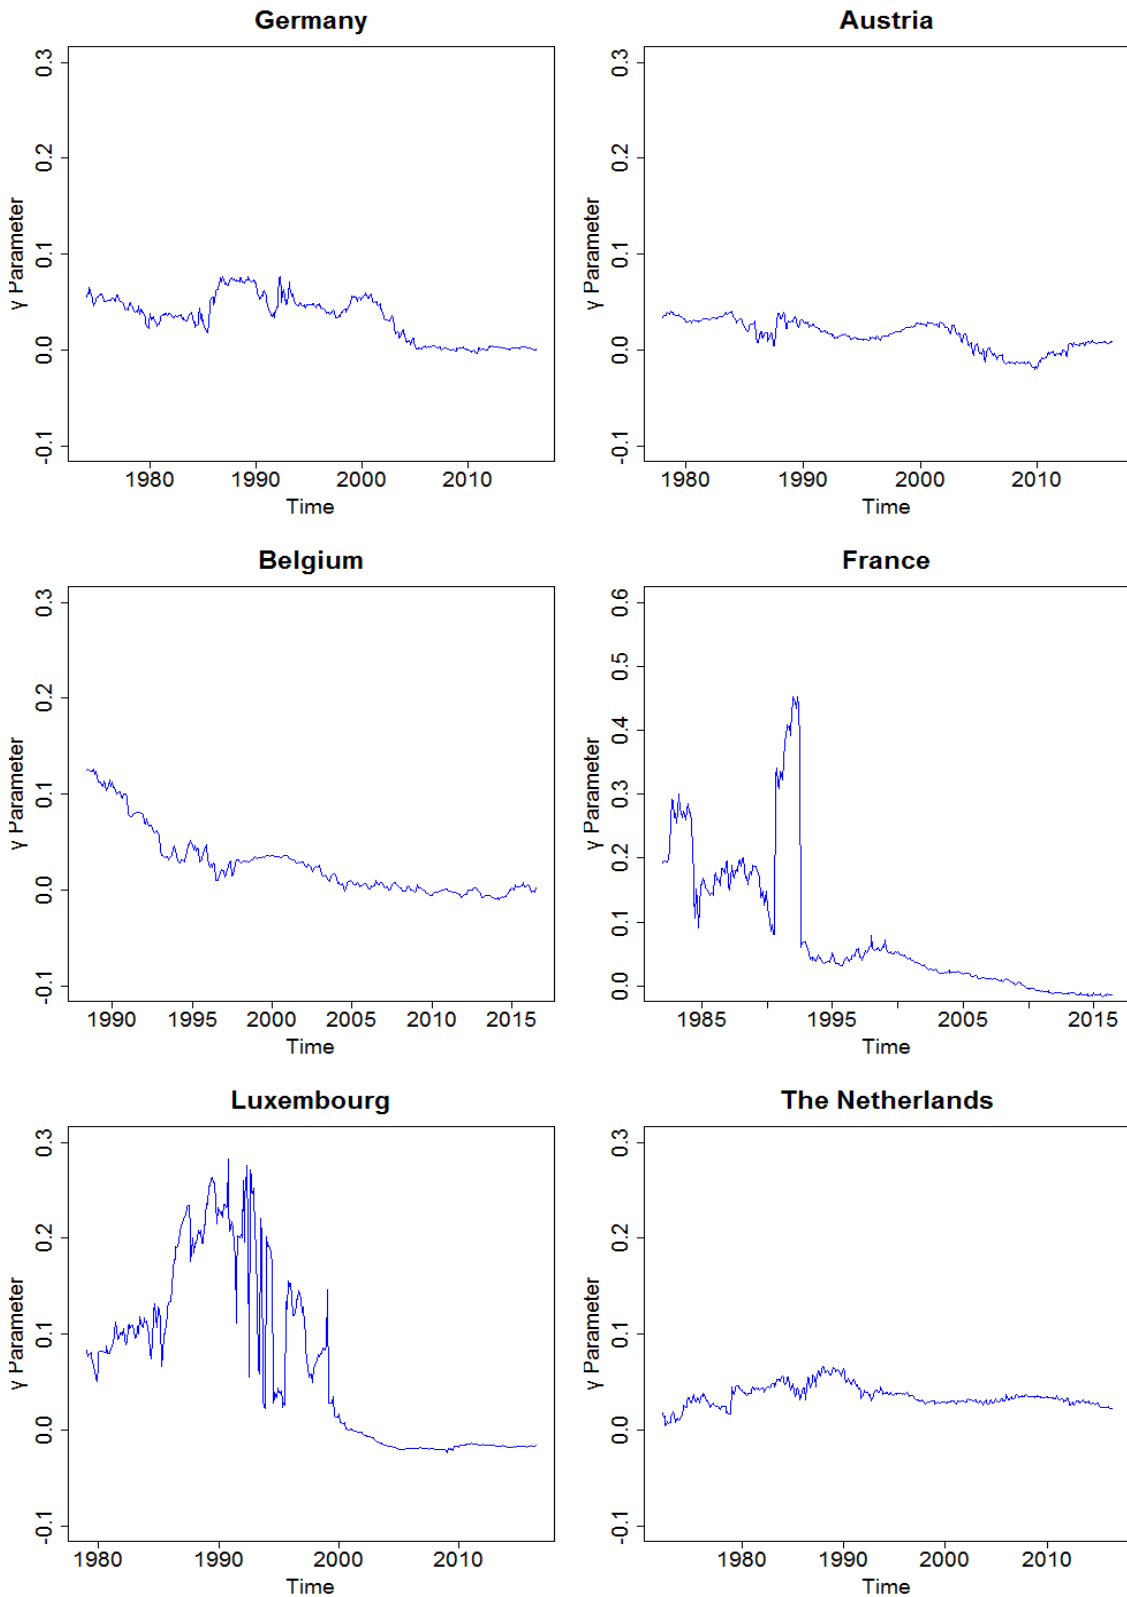 Germany
Austria
0.3
0.2
0.1
0.0
-0.1
γ Parameter
1980 1990 2000 2010
Time
0.3
0.2
0.1
0.0
-0.1
γ Parameter
1980 1990 2000 2010
Time
Belgium
France
0.3
0.2
0.1
0.0
-0.1
γ Parameter
1990 1995 2000 2005 2010 2015
Time
0.6
0.5
0.4
0.3
0.2
0.1
0.0
γ Parameter
1985 1995 2005 2015
Time
Luxembourg
The Netherlands
0.3
0.2
0.1
0.0
-0.1
γ Parameter
1980 1990 2000 2010
Time
0.3
0.2
0.1
0.0
-0.1
γ Parameter
1980 1990 2000 2010
Time